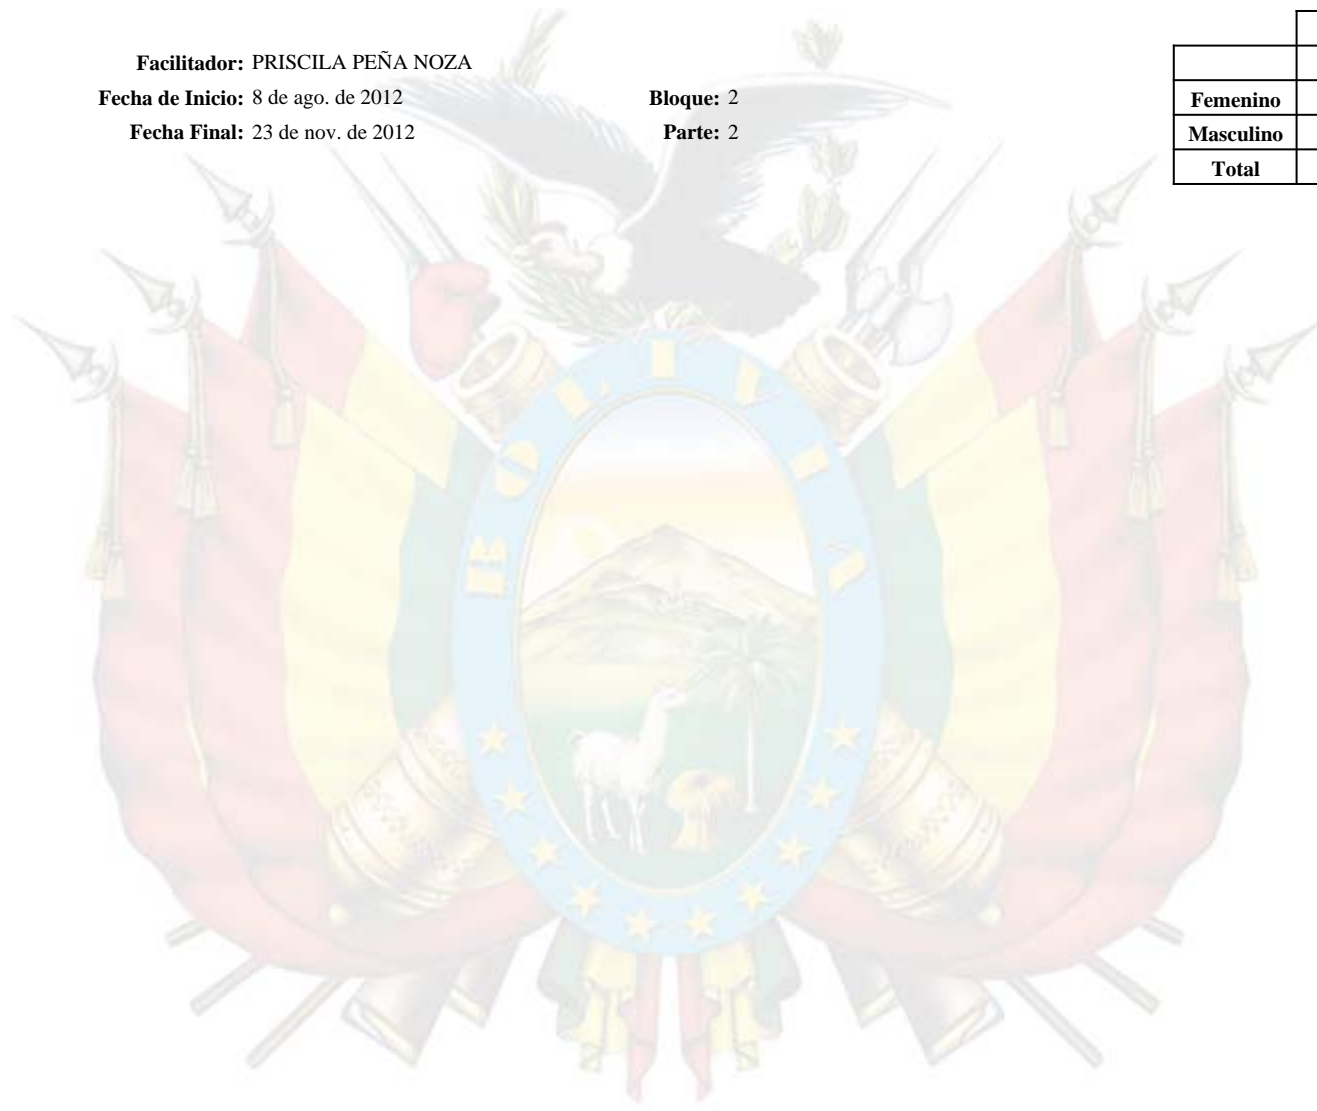 Facilitador: PRISCILA PEÑA NOZA
Fecha de Inicio: 8 de ago. de 2012 Bloque: 2
Fecha Final: 23 de nov. de 2012 Parte: 2
Femenino
Masculino
Total
BOLIVIA